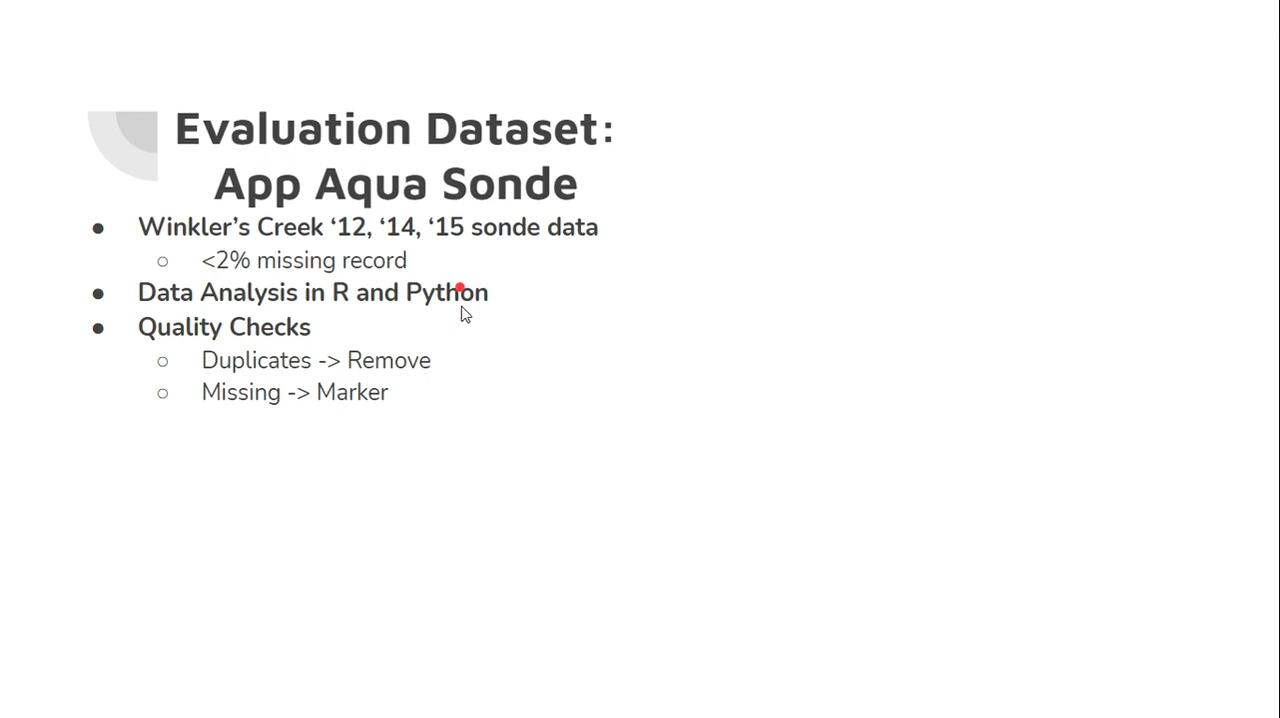 Evaluation Dataset:
App Aqua Sonde
● Winkler’s Creek ‘12, ‘14, ‘15 sonde data
○ <2% missing record
● Data Analysis in R and Python
● Quality Checks
○ Duplicates -> Remove
○ Missing -> Marker